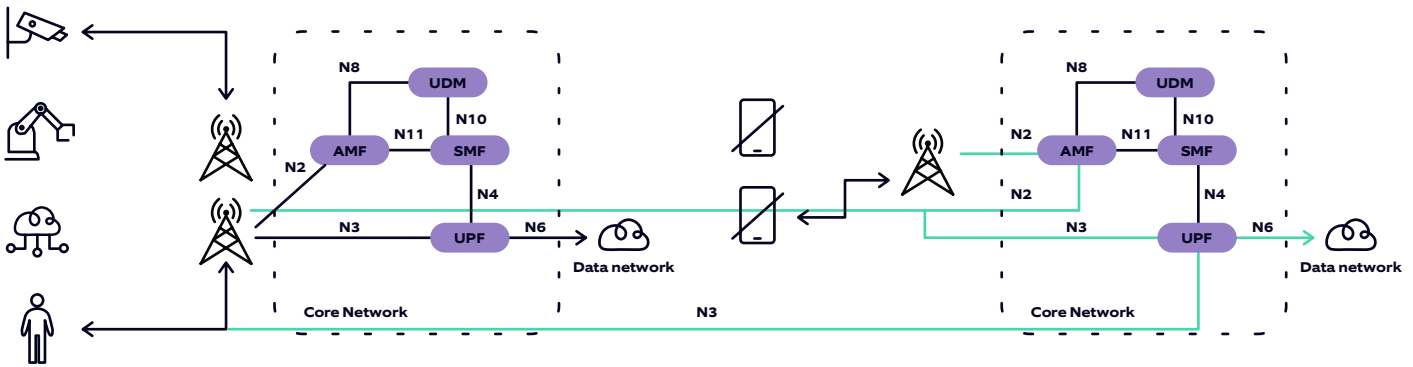 N8
UDM
N10
N11
N2
AMF
SMF
N4
N3
UPF
N6
Data network
Core Network
N3
N8
UDM
N10
N2
N11
AMF
SMF
N2
N4
N3
UPF
N6
Data network
Core Network